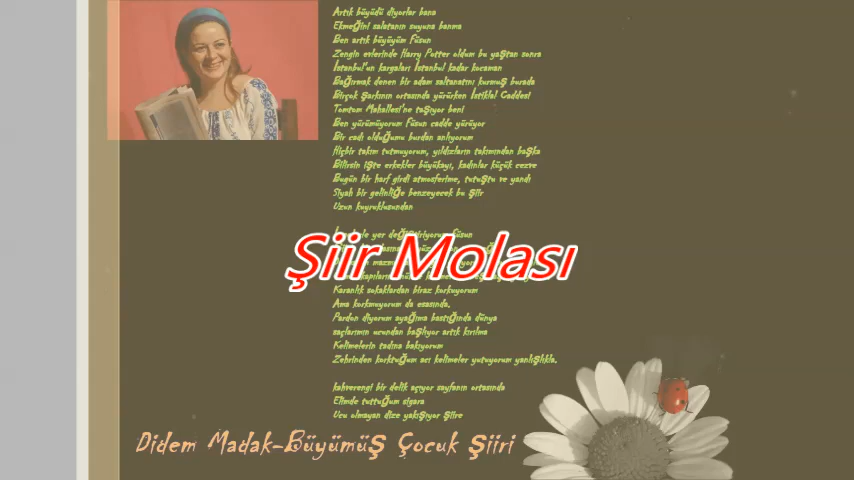 Artık büyüdü diyorlar bana
Ekmeğini salatanın suyuna banma
Ben artık büyüyüm Füsun
Zengin evlerinde Harry Potter oldum bu yaştan sonra
İstanbul'un kargaları İstanbul kadar kocaman
Bağırmak denen bir adam saltanatını kurmuş burada
Birçok şarkının ortasında yürürken İstiklal Caddesi
Tomtom Mahallesi'ne taşıyor beni
Ben yürümüyorum Füsun cadde yürüyor
Bir cadı olduğumu burdan anlıyorum
Hiçbir takım tutmuyorum, yıldızların takımından başka
Bilirsin işte erkekler büyükayı, kadınlar küçük cezve
Bugün bir harf girdi atmosferime, tutuştu ve yandı
Siyah bir gelinliğe benzeyecek bu şiir
Uzun kuyruklusundan
yer değiştiriyorum Füsun
Şiir Molası
Karanlık sokaklardan biraz korkuyorum
Ama korkmuyorum da esasında.
Pardon diyorum ayağıma bastığında dünya
saçlarımın ucundan başlıyor artık kırılma
Kelimelerin tadına bakıyorum
Zehrinden korktuğum acı kelimeler yutuyorum yanlışlıkla.
kahverengi bir delik açıyor sayfanın ortasında
Elimde tuttuğum sigara
Ucu olmayan dize yakışıyor şiire
Didem Madak-Büyümüş Çocuk Şiiri